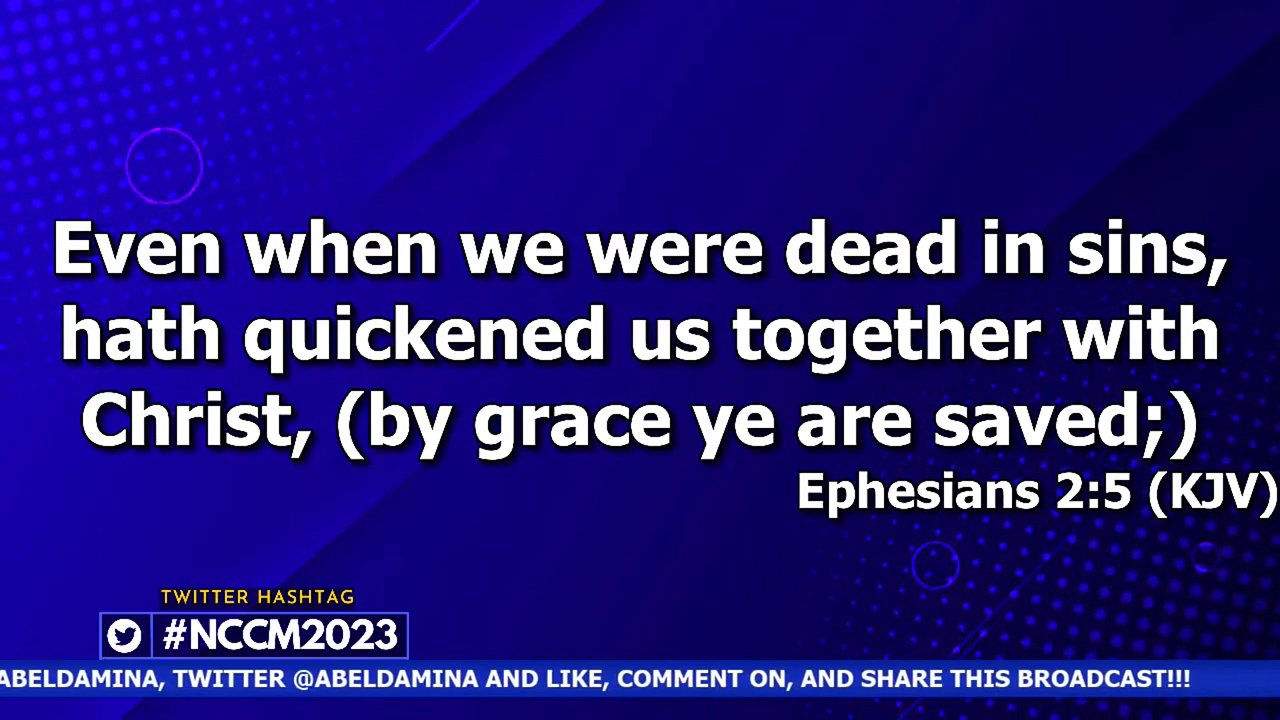 Even when we were dead in sins,
hath quickened us together with
Christ, (by grace ye are saved;)
Ephesians 2:5 (KJV)
TWITTER HASHTAG
#NCCM2023
ABELDAMINA, TWITTER @ABELDAMINA AND LIKE, COMMENT ON, AND SHARE THIS BROADCAST!!!